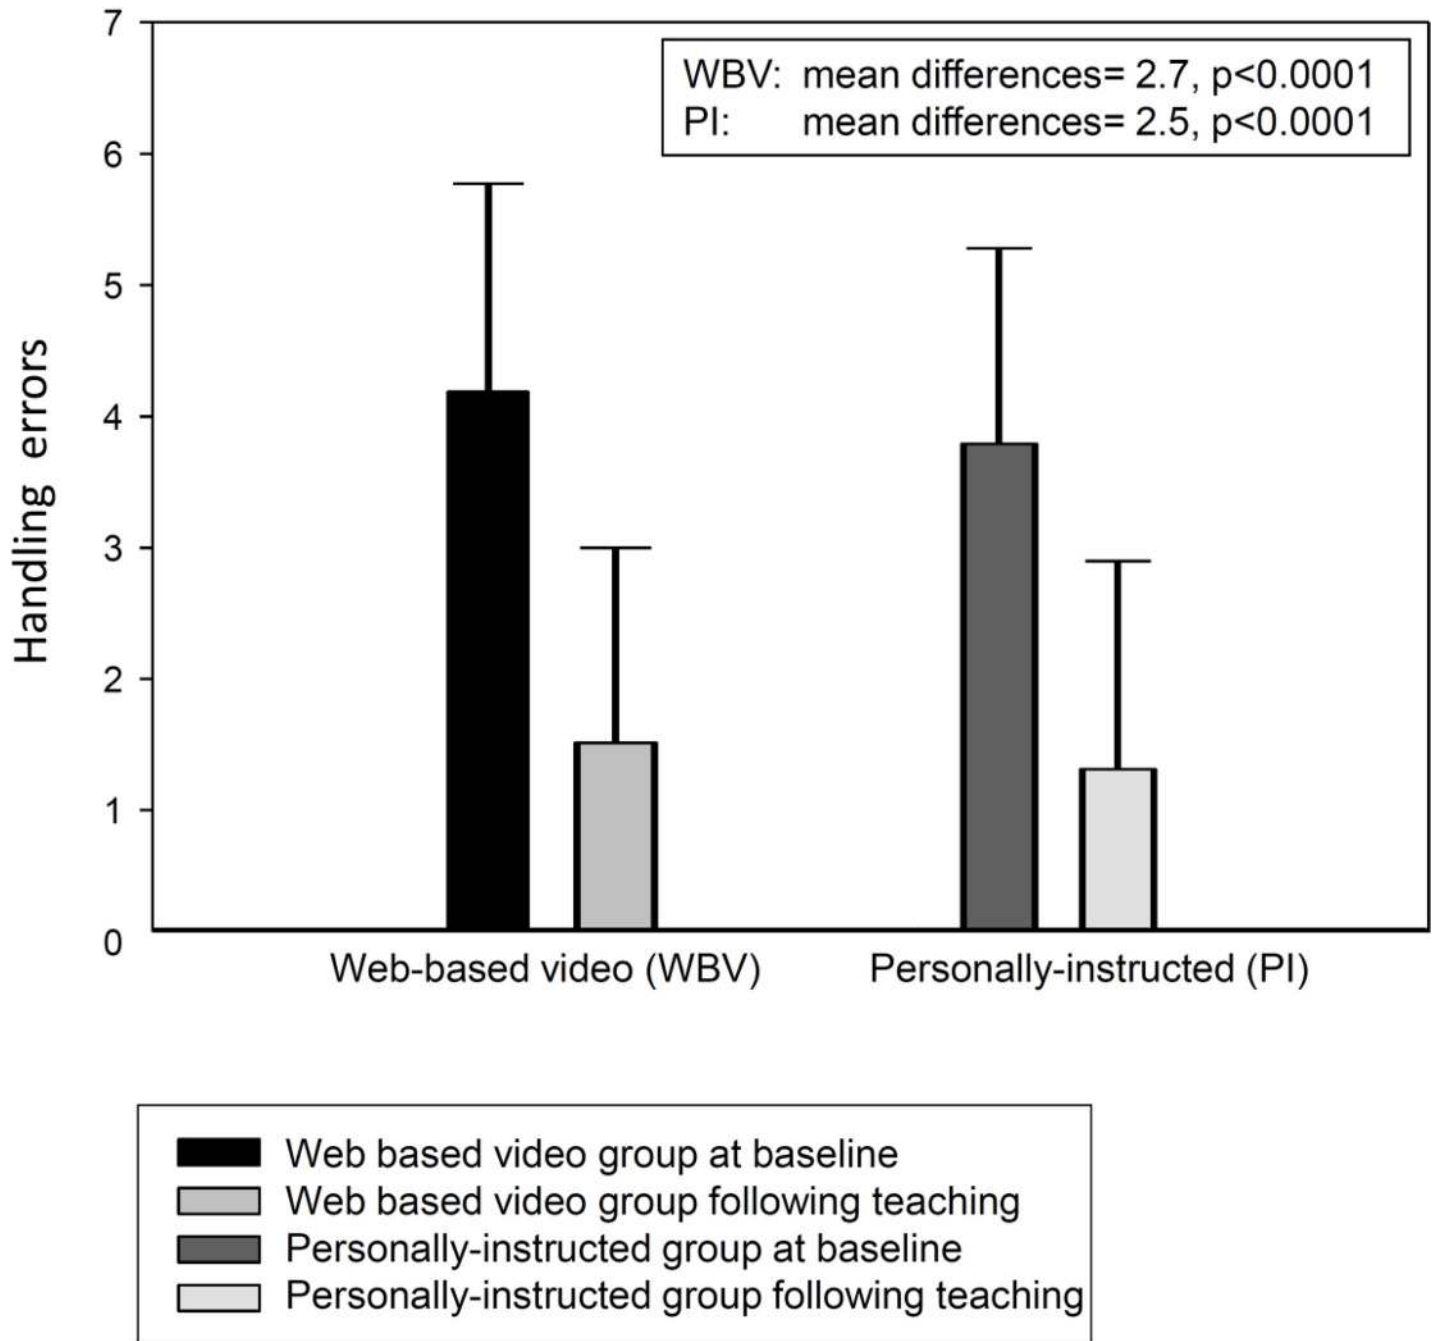 7
WBV: mean differences= 2.7, p<0.0001
PI: mean differences= 2.5, p<0.0001
6
5
4
3
2
1
0
Handling errors
Web-based video (WBV) Personally-instructed (PI)
Web based video group at baseline
Web based video group following teaching
Personally-instructed group at baseline
Personally-instructed group following teaching